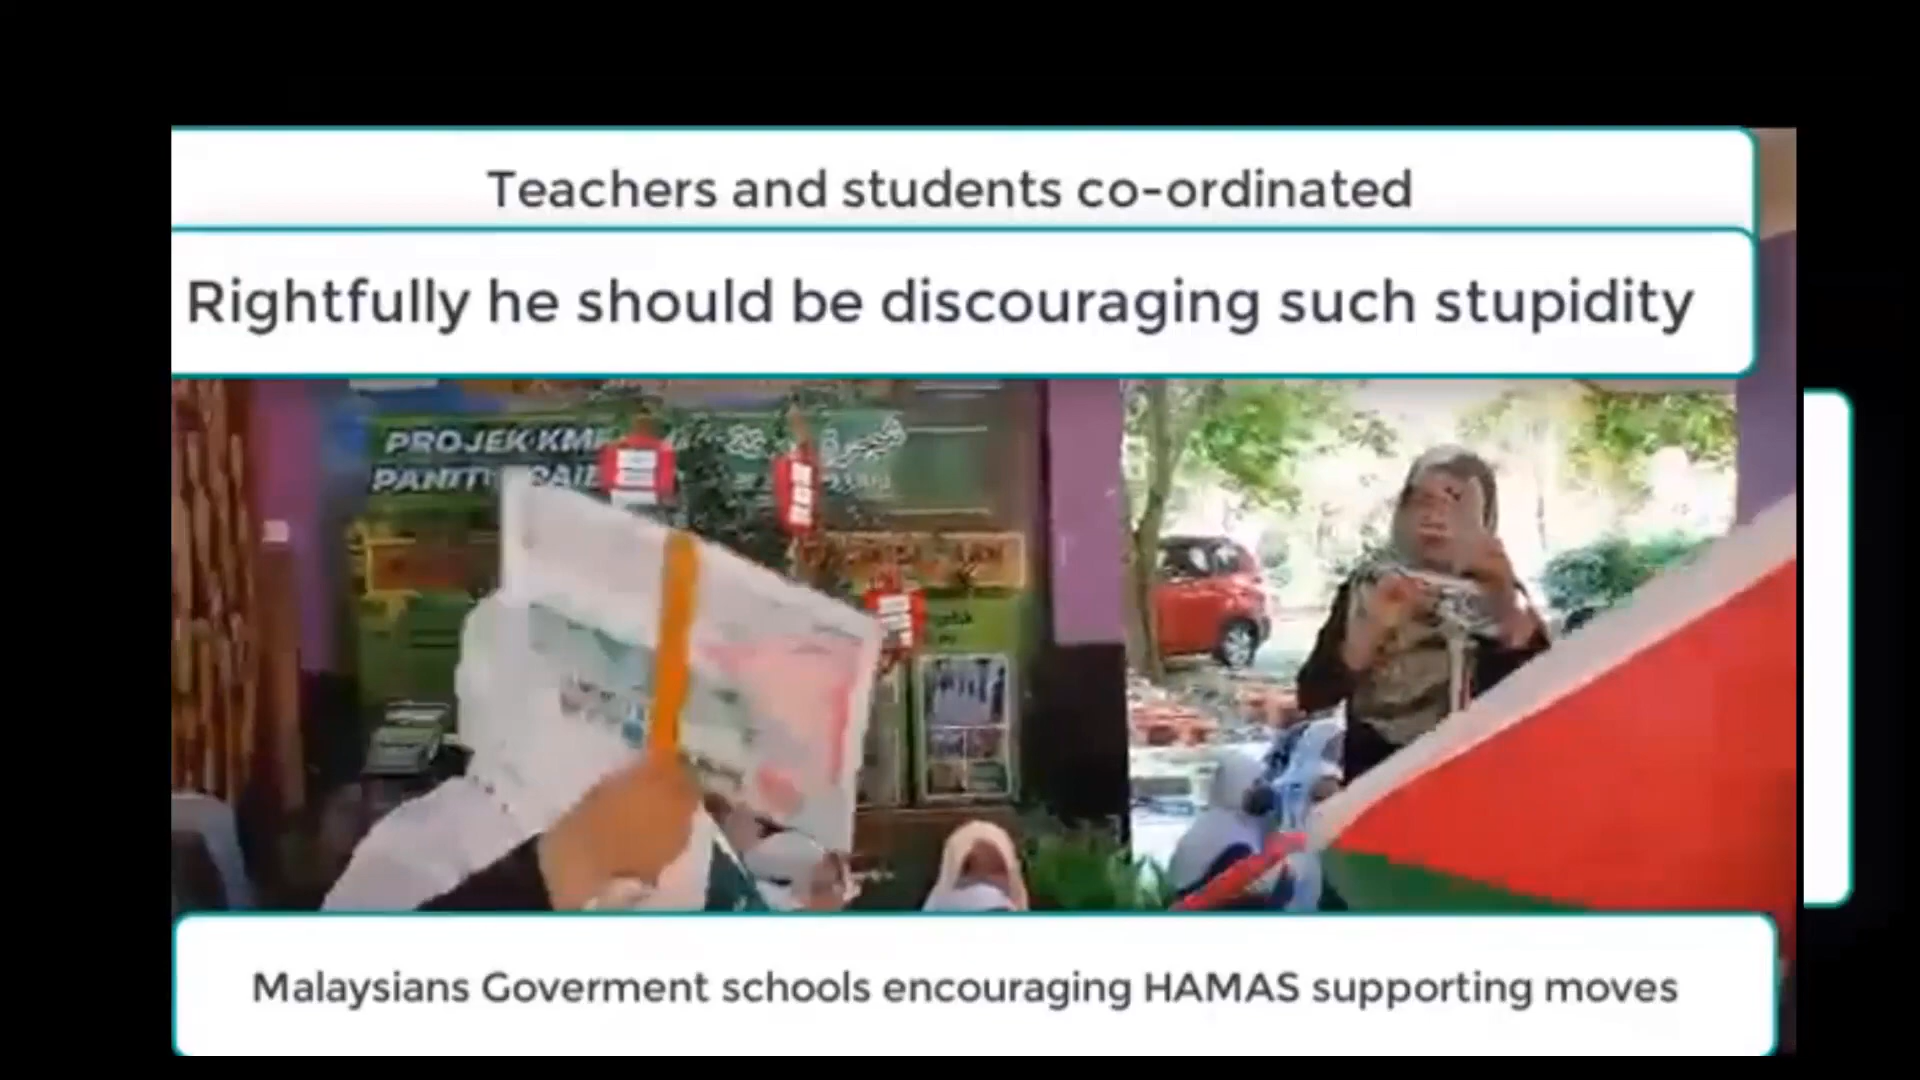 Teachers and students co-ordinated
Rightfully he should be discouraging such stupidity
PROJEK KM
PANIT
Malaysians Goverment schools encouraging HAMAS supporting moves